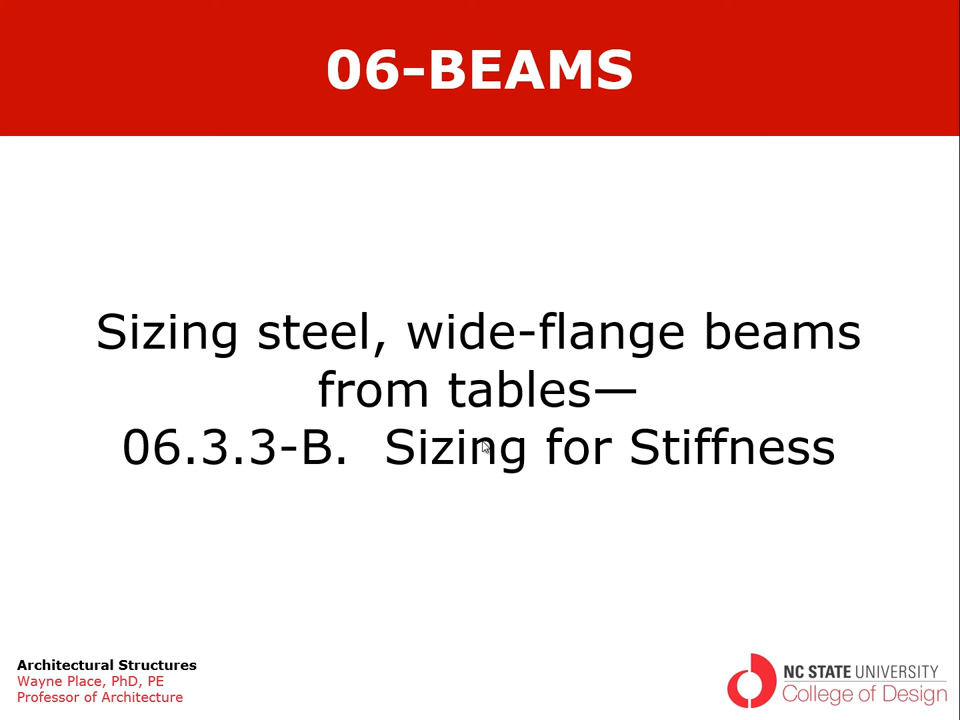 06-BEAMS
Sizing steel, wide-flange beams
from tables—
06.3.3-B.  Sizing for Stiffness
Architectural Structures
Wayne Place, PhD, PE
Professor of Architecture
NC STATE UNIVERSITY
College of Design